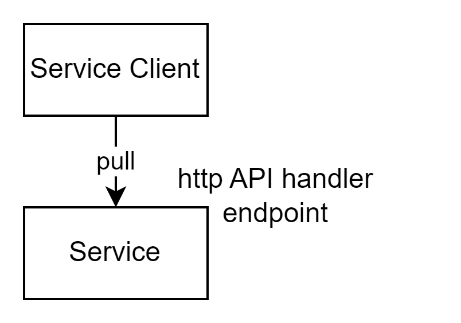 Service Client
pull
http API handler
endpoint
Service